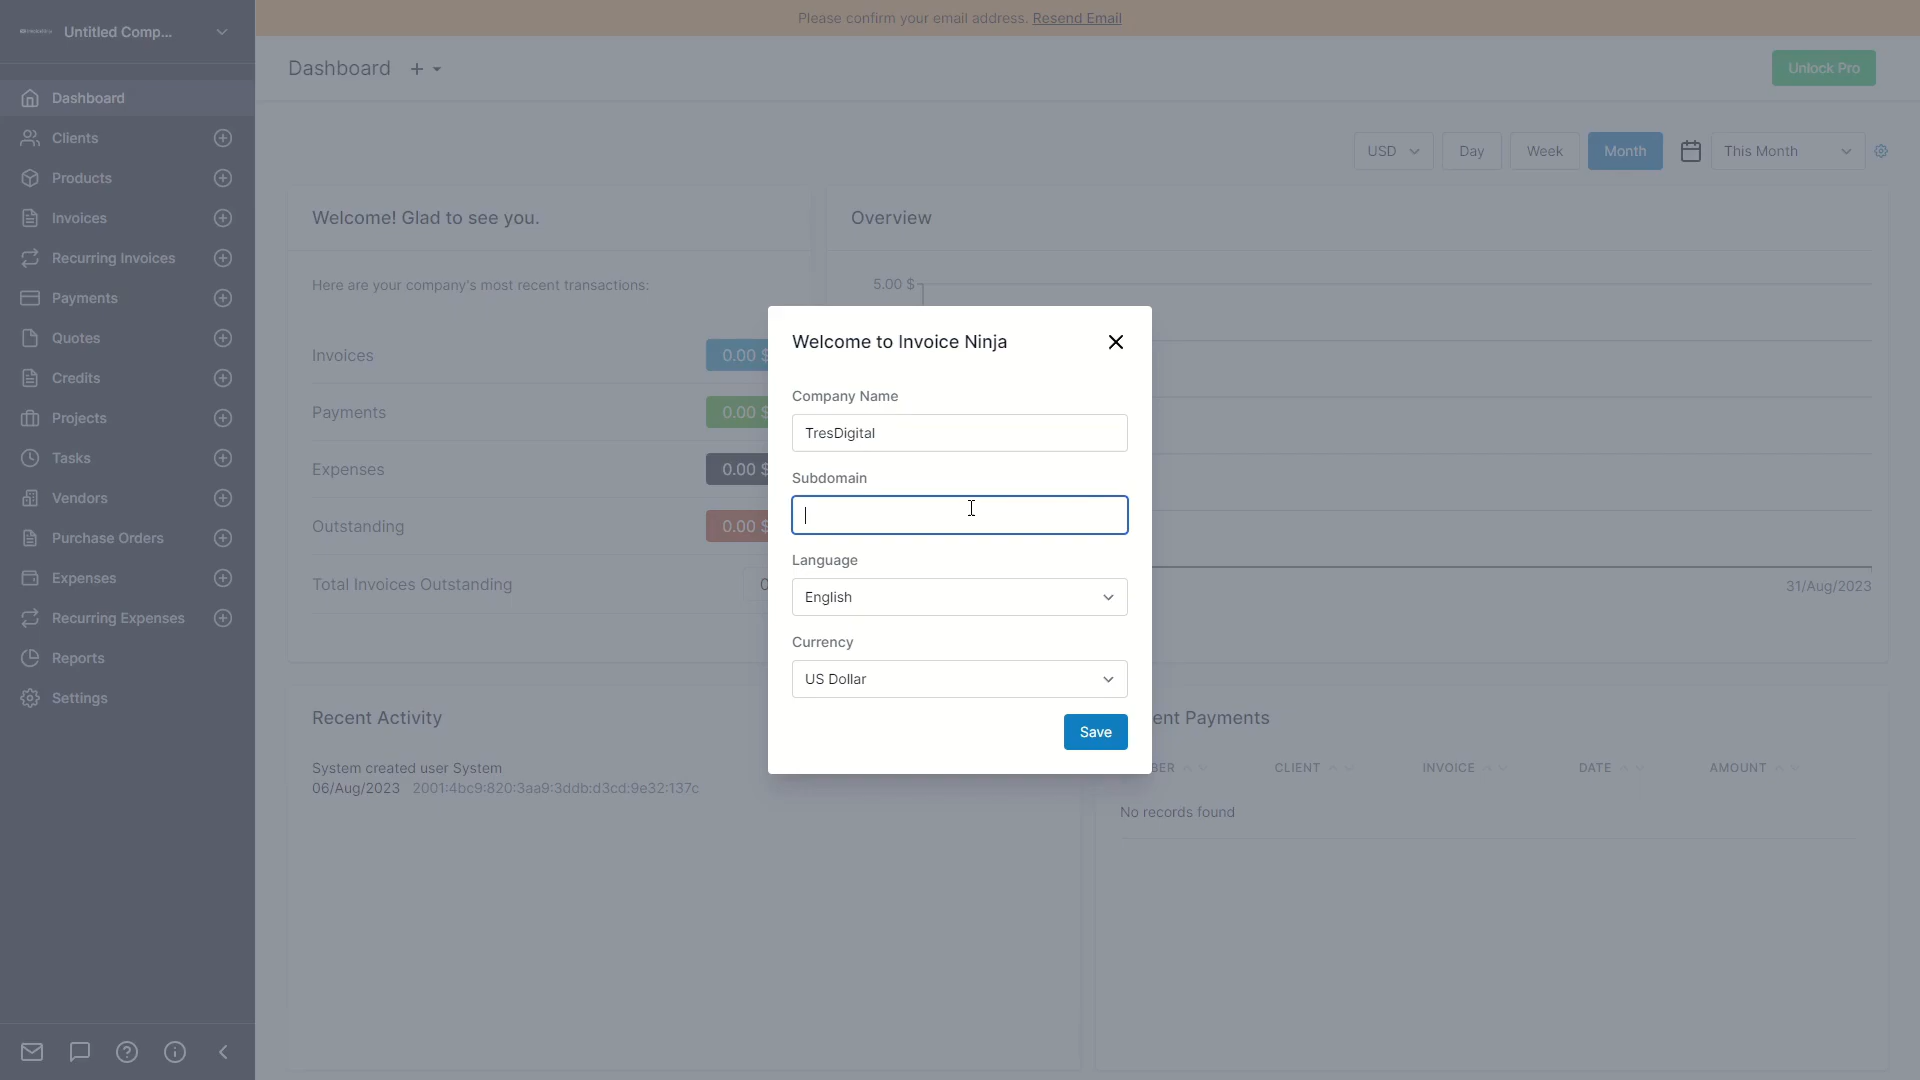 Untitled Comp...
Please confirm your email address. Resend Email
Dashboard
Unlock Pro
Dashboard
Clients
Products
Invoices
Recurring Invoices
Payments
Quotes
Credits
Projects
Tasks
Vendors
Purchase Orders
Expenses
Recurring Expenses
Reports
Settings
USD
Day
Week
Month
This Month
Welcome! Glad to see you.
Here are your company's most recent transactions:
Invoices 0.00 $
Payments 0.00 $
Expenses 0.00 $
Outstanding 0.00 $
Total Invoices Outstanding 0
Overview
5.00 $
31/Aug/2023
Welcome to Invoice Ninja
Company Name
TresDigital
Subdomain
Language
English
Currency
US Dollar
Save
Recent Activity
System created user System
06/Aug/2023 2001:4bc9:820:3aa9:3ddb:d3cd:9e32:137c
ent Payments
BER CLIENT INVOICE DATE AMOUNT
No records found